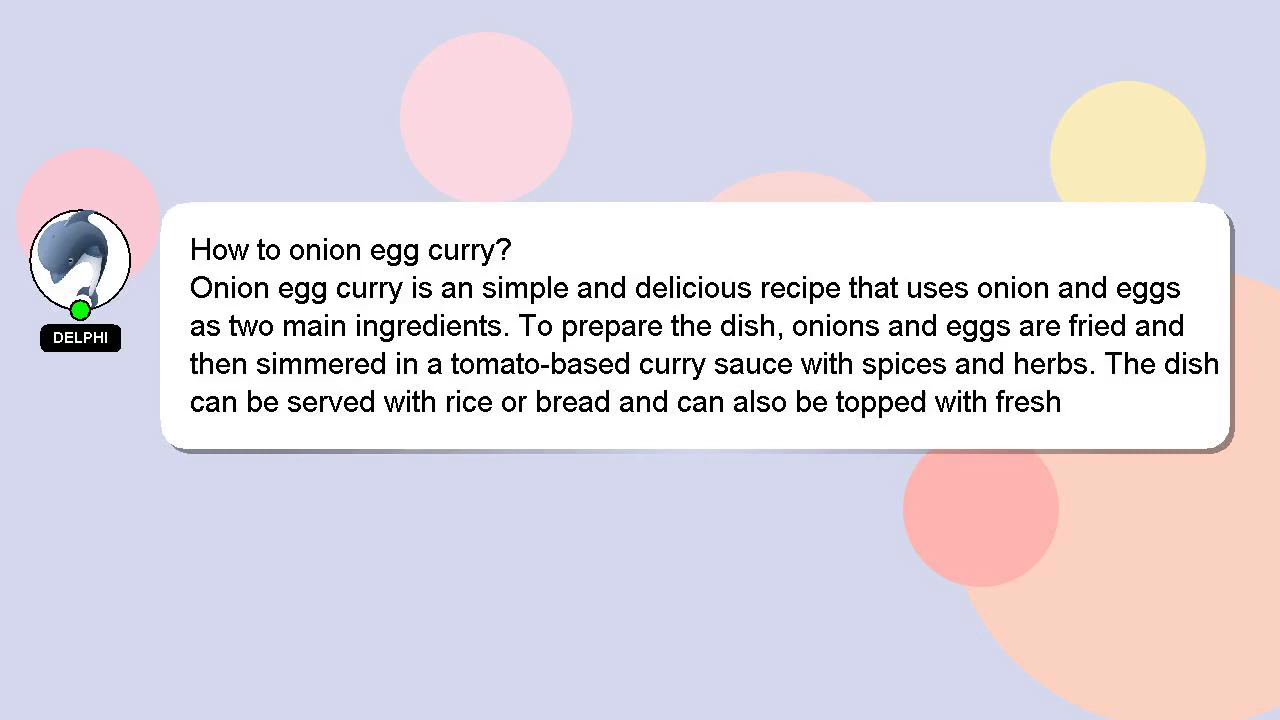 How to onion egg curry?
Onion egg curry is an simple and delicious recipe that uses onion and eggs
as two main ingredients. To prepare the dish, onions and eggs are fried and
then simmered in a tomato-based curry sauce with spices and herbs. The dish
can be served with rice or bread and can also be topped with fresh
DELPHI